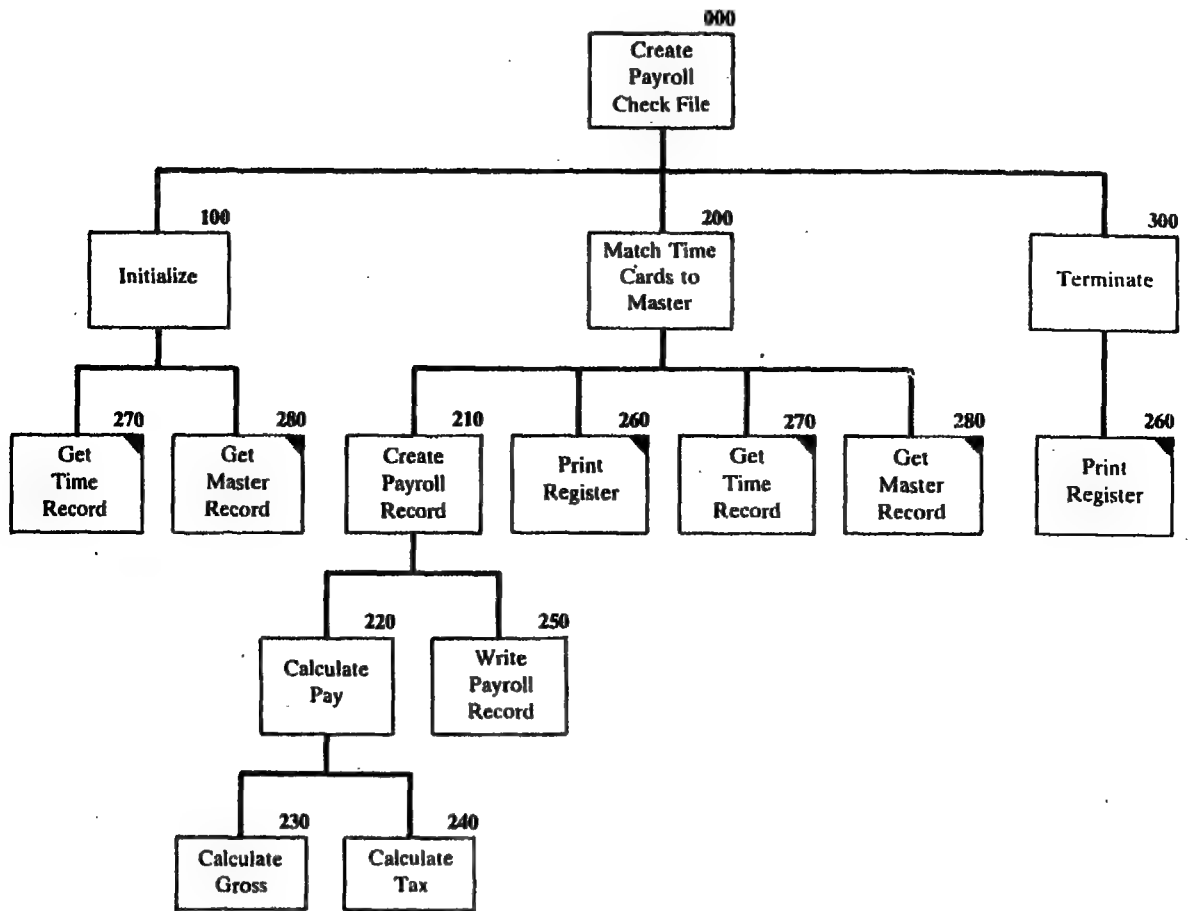 000
Create
Payroll
Check File
100
Initialize
200
Match Time
Cards to
Master
300
Terminate
270
Get
Time
Record
280
Get
Master
Record
210
Create
Payroll
Record
260
Print
Register
270
Get
Time
Record
280
Get
Master
Record
260
Print
Register
220
Calculate
Pay
250
Write
Payroll
Record
230
Calculate
Gross
240
Calculate
Tax